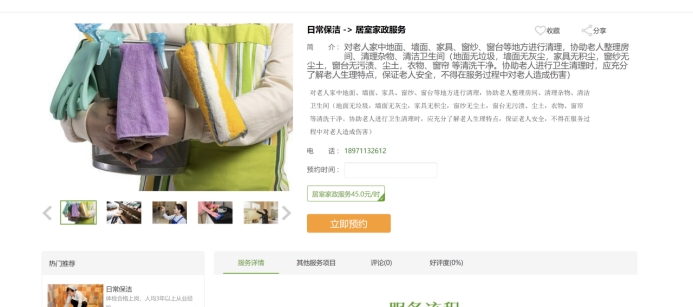 日常保洁 -> 居室家政服务
收藏
分享
简 介：对老人家中地面、墙面、家具、窗纱、窗台等地方进行清理，协助老人整理房
间、清理杂物、清洁卫生间（地面无垃圾，墙面无灰尘，家具无积尘，窗纱无
尘土，窗台无污渍、尘土，衣物、窗帘 等清洗干净。协助老人进行卫生清理时，应充分
了解老人生理特点，保证老人安全，不得在服务过程中对老人造成伤害）
对老人家中地面、墙面、家具、窗纱、窗台等地方进行清理，协助老人整理房间、清理杂物、清洁
卫生间（地面无垃圾，墙面无灰尘，家具无积尘，窗纱无尘土，窗台无污渍、尘土，衣物、窗帘
等清洗干净。协助老人进行卫生清理时，应充分了解老人生理特点，保证老人安全，不得在服务过
程中对老人造成伤害）
电 话：18971132612
预约时间：
居室家政服务45.0元/时
立即预约
热门推荐
服务详情
其他服务项目
评论(0)
好评度(0%)
日常保洁
体检合格上岗，人均3年以上从业经
服务流程